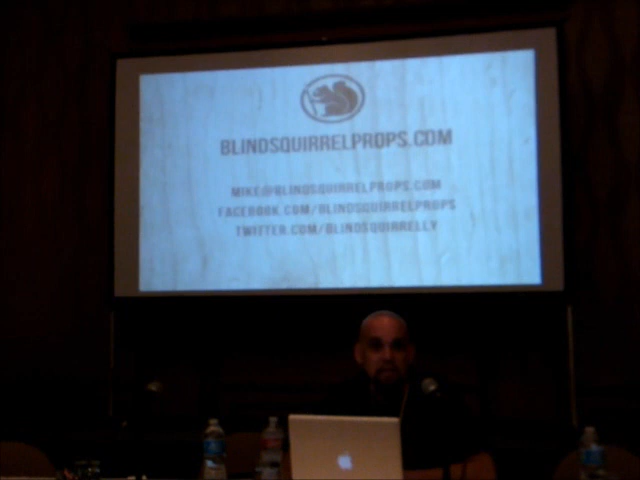 BLINDSQUIRRELPROPS.COM
MIKE@BLINDSQUIRRELPROPS.COM
FACEBOOK.COM/BLINDSQUIRRELPROPS
TWITTER.COM/BLINDSQUIRRELLY